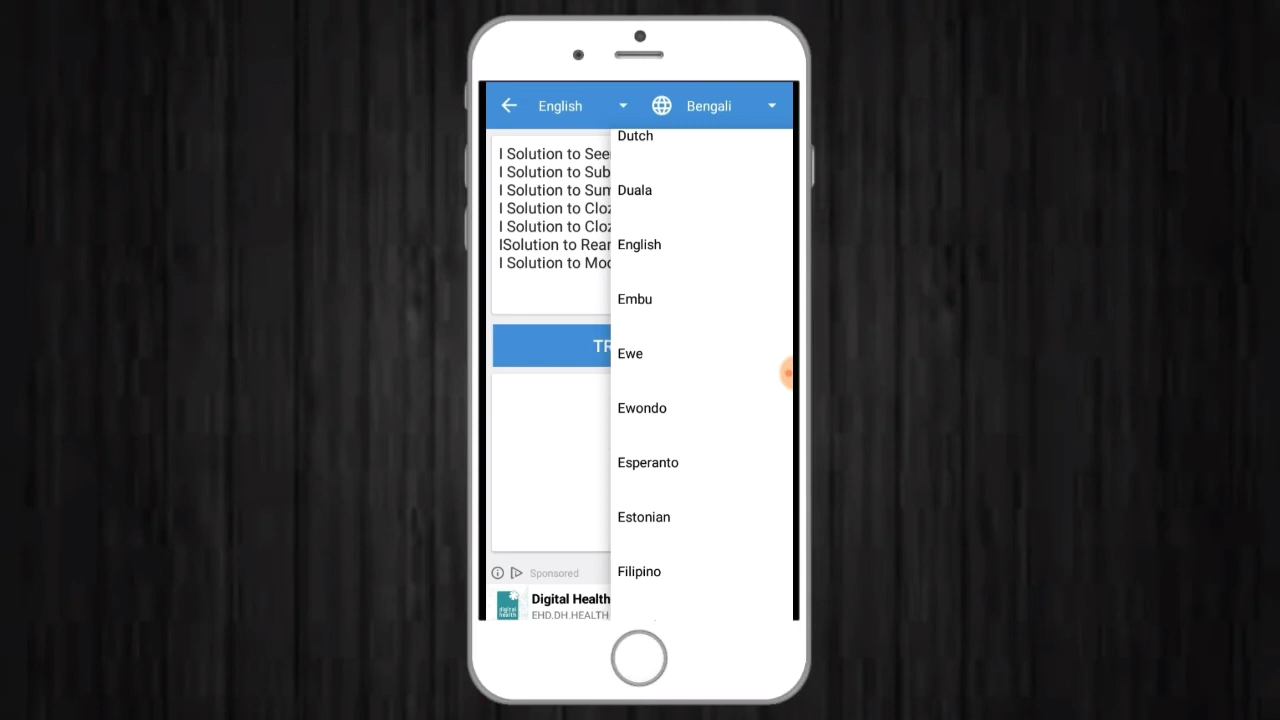 English Bengali
I Solution to See
I Solution to Sub
I Solution to Sum
I Solution to Cloz
I Solution to Cloz
ISolution to Rear
I Solution to Moc
TR
Dutch
Duala
English
Embu
Ewe
Ewondo
Esperanto
Estonian
Filipino
Sponsored
Digital Health
EHD.DH.HEALTH
digital
health